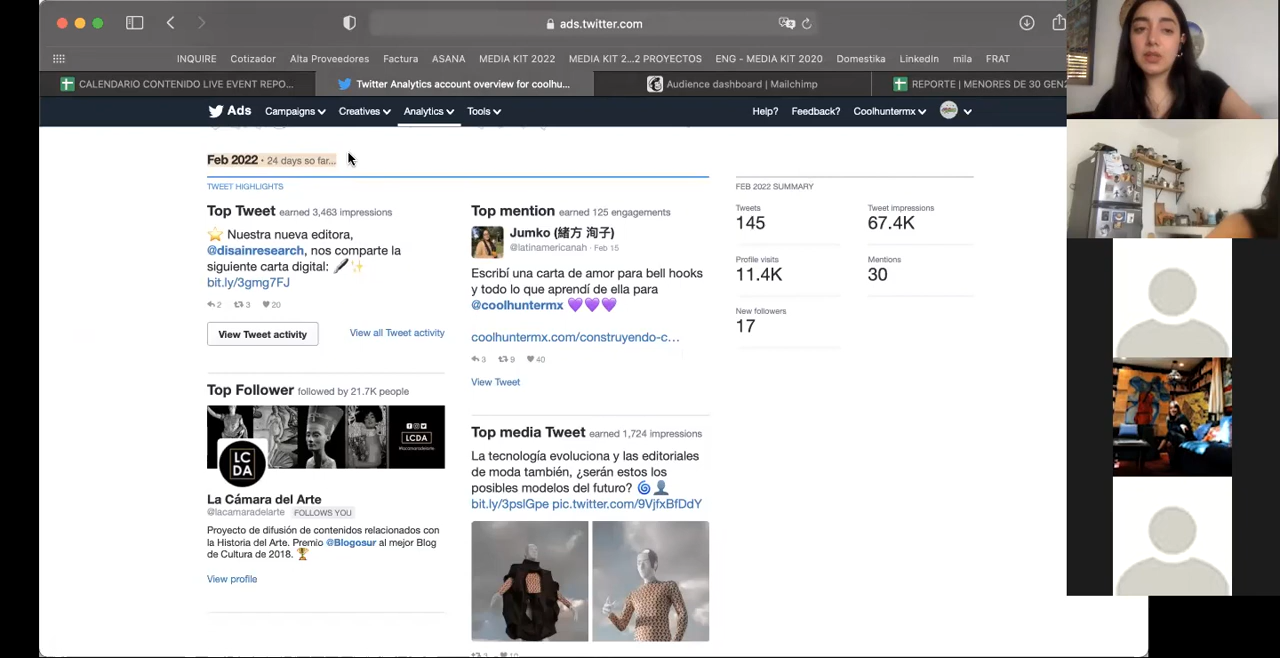 ads.twitter.com
INQUIRE Cotizador Alta Proveedores Factura ASANA MEDIA KIT 2022 MEDIA KIT 2...2 PROYECTOS ENG - MEDIA KIT 2020 Domestika LinkedIn mila FRAT
CALENDARIO CONTENIDO LIVE EVENT REPO...
Twitter Analytics account overview for coolhu...
Audience dashboard | Mailchimp
REPORTE | MENORES DE 30 GENZ
Ads Campaigns Creatives Analytics Tools Help? Feedback? Coolhuntermx
Feb 2022 · 24 days so far...
TWEET HIGHLIGHTS
Top Tweet earned 3,463 impressions
⭐ Nuestra nueva editora,
@disainresearch, nos comparte la
siguiente carta digital: 🖋️✨
bit.ly/3gmg7FJ
2 3 20
View Tweet activity
View all Tweet activity
Top Follower followed by 21.7K people
LCDA
@lacamaradelarte
LC
DA
La Cámara del Arte
@lacamaradelarte FOLLOWS YOU
Proyecto de difusión de contenidos relacionados con
la Historia del Arte. Premio @Blogosur al mejor Blog
de Cultura de 2018. 🏆
View profile
Top mention earned 125 engagements
Jumko (緒方 洵子)
@latinamericanah · Feb 15
Escribí una carta de amor para bell hooks
y todo lo que aprendí de ella para
@coolhuntermx 💜💜💜
coolhuntermx.com/construyendo-c…
3 9 40
View Tweet
Top media Tweet earned 1,724 impressions
La tecnología evoluciona y las editoriales
de moda también, ¿serán estos los
posibles modelos del futuro? 🌀👤
bit.ly/3pslGpe pic.twitter.com/9VjfxBfDdY
FEB 2022 SUMMARY
Tweets
145
Tweet impressions
67.4K
Profile visits
11.4K
Mentions
30
New followers
17